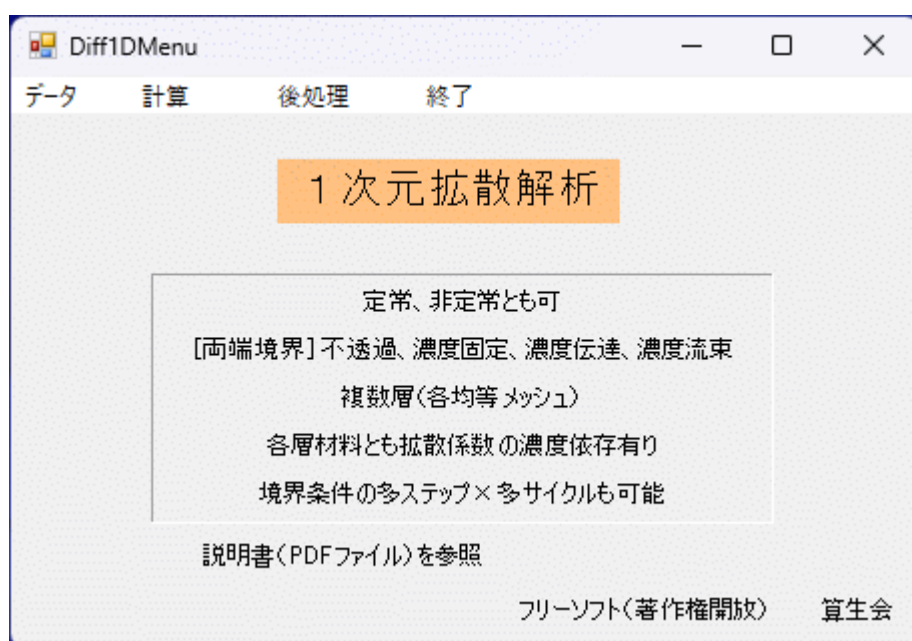 Diff1DMenu
データ 計算 後処理 終了
１次元拡散解析
定常、非定常とも可
[両端境界]不透過、濃度固定、濃度伝達、濃度流束
複数層(各均等メッシュ)
各層材料とも拡散係数の濃度依存有り
境界条件の多ステップ×多サイクルも可能
説明書(PDFファイル)を参照
フリーソフト(著作権開放) 算生会